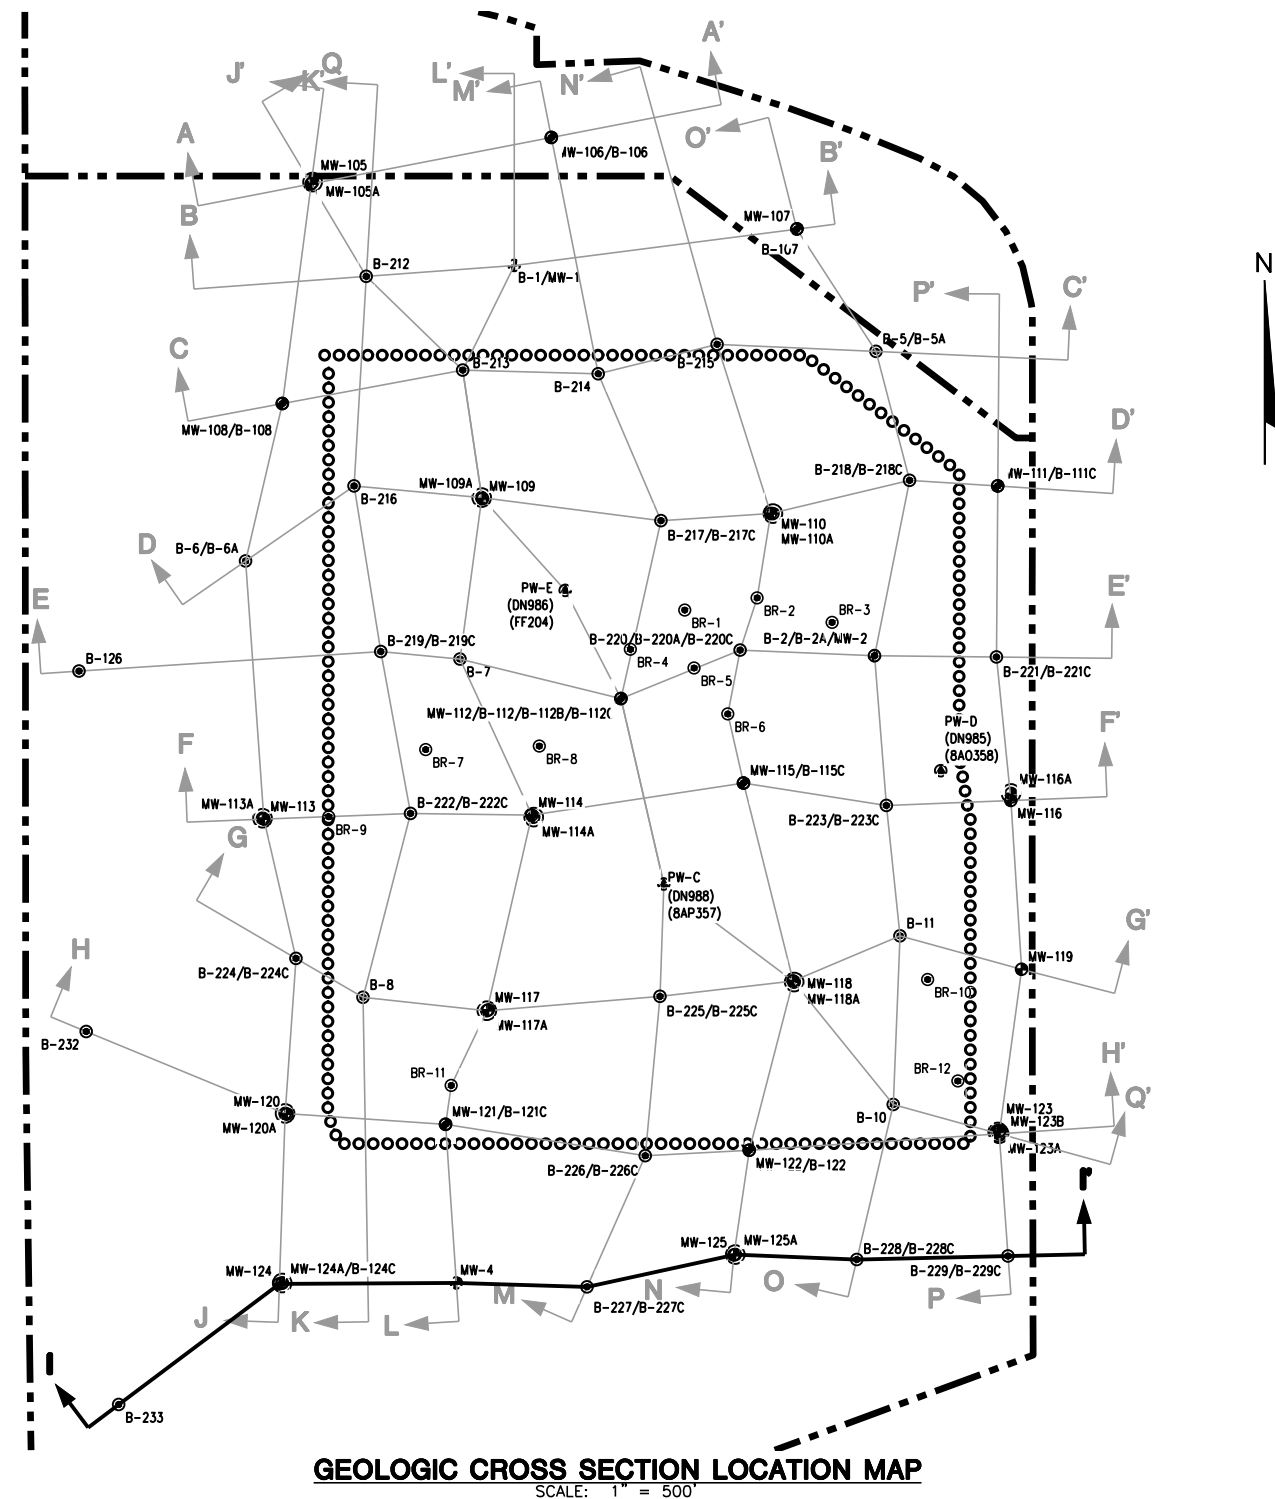 A'
J'
K'
Q
L'
M'
N'
O'
A
MW-106/B-106
B'
MW-105
MW-105A
B
MW-107
B-107
B-212
B-1/MW-1
N
P'
C'
C
B-5/B-5A
B-213
B-215
B-214
MW-108/B-108
D'
B-218/B-218C
MW-111/B-111C
MW-109A
MW-109
B-216
B-217/B-217C
MW-110
MW-110A
D
B-6/B-6A
PW-E
(DN986)
(FF204)
E
E'
BR-1
BR-2
BR-3
B-126
B-219/B-219C
B-220/B-220A/B-220C
B-2/B-2A/MW-2
B-7
BR-4
BR-5
B-221/B-221C
MW-112/B-112/B-112B/B-112C
BR-6
PW-D
(DN985)
(8A0358)
F
F'
BR-7
BR-8
MW-115/B-115C
MW-116A
MW-116
MW-113A
MW-113
B-222/B-222C
MW-114
MW-114A
BR-9
B-223/B-223C
G
PW-C
(DN988)
(8AP357)
G'
B-11
H
B-224/B-224C
MW-119
B-8
MW-117
MW-117A
MW-118
MW-118A
BR-10
B-225/B-225C
B-232
H'
BR-11
BR-12
Q'
MW-120
MW-120A
MW-121/B-121C
B-10
MW-123
MW-123B
MW-123A
B-226/B-226C
MW-122/B-122
I'
MW-125
MW-125A
B-228/B-228C
B-229/B-229C
MW-124
MW-124A/B-124C
MW-4
M
N
O
P
B-227/B-227C
J
K
L
I
B-233
GEOLOGIC CROSS SECTION LOCATION MAP
SCALE: 1" = 500'